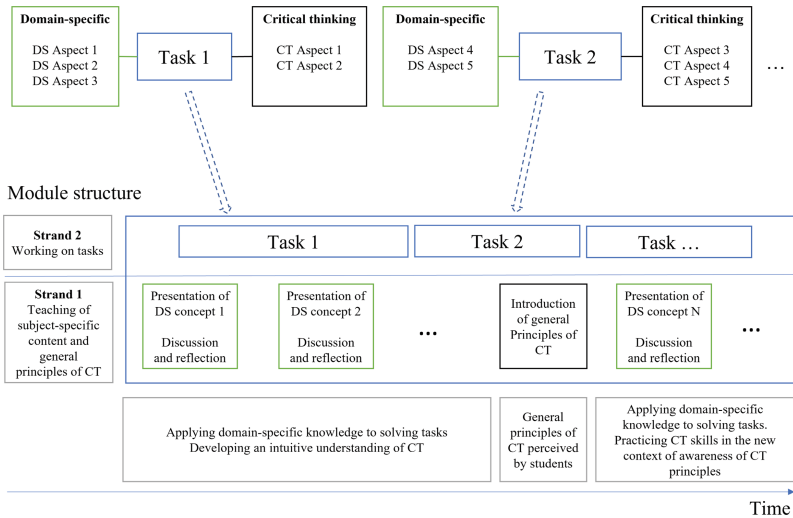 Domain-specific
DS Aspect 1
DS Aspect 2
DS Aspect 3
Task 1
Critical thinking
CT Aspect 1
CT Aspect 2
Domain-specific
DS Aspect 4
DS Aspect 5
Task 2
Critical thinking
CT Aspect 3
CT Aspect 4
CT Aspect 5
...
Module structure
Strand 2
Working on tasks
Task 1
Task 2
Task ...
Strand 1
Teaching of
subject-specific
content and
general
principles of CT
Presentation of
DS concept 1
Discussion
and reflection
Presentation of
DS concept 2
Discussion
and reflection
...
Introduction
of general
Principles of
CT
Presentation of
DS concept N
Discussion
and reflection
...
Applying domain-specific knowledge to solving tasks
Developing an intuitive understanding of CT
General
principles of
CT perceived
by students
Applying domain-specific
knowledge to solving tasks.
Practicing CT skills in the new
context of awareness of CT
principles
Time